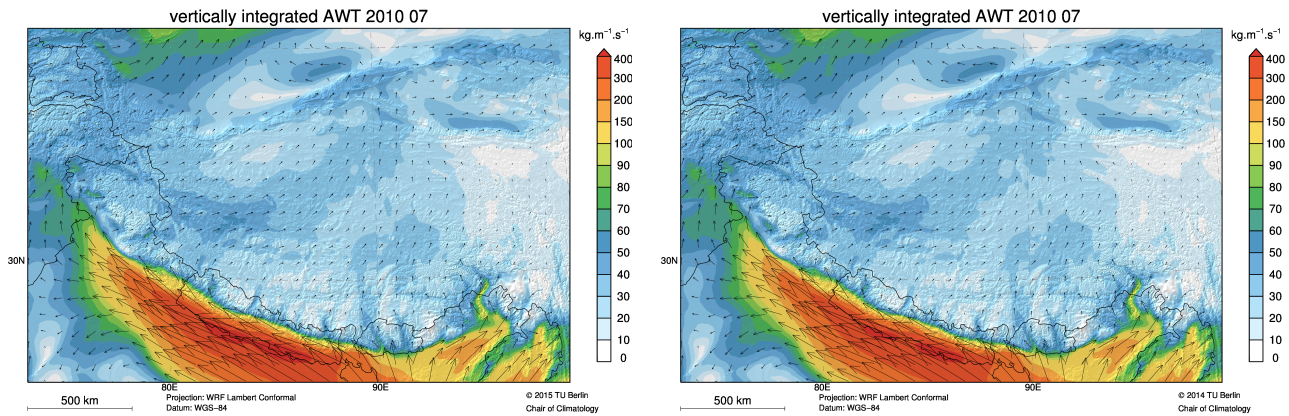 vertically integrated AWT 2010 07
kg.m⁻¹.s⁻¹
400
300
200
150
100
90
80
70
60
50
40
30
20
10
0
30N
80E
90E
500 km
Projection: WRF Lambert Conformal
Datum: WGS−84
© 2015 TU Berlin
Chair of Climatology
vertically integrated AWT 2010 07
kg.m⁻¹.s⁻¹
400
300
200
150
100
90
80
70
60
50
40
30
20
10
0
30N
80E
90E
500 km
Projection: WRF Lambert Conformal
Datum: WGS−84
© 2014 TU Berlin
Chair of Climatology